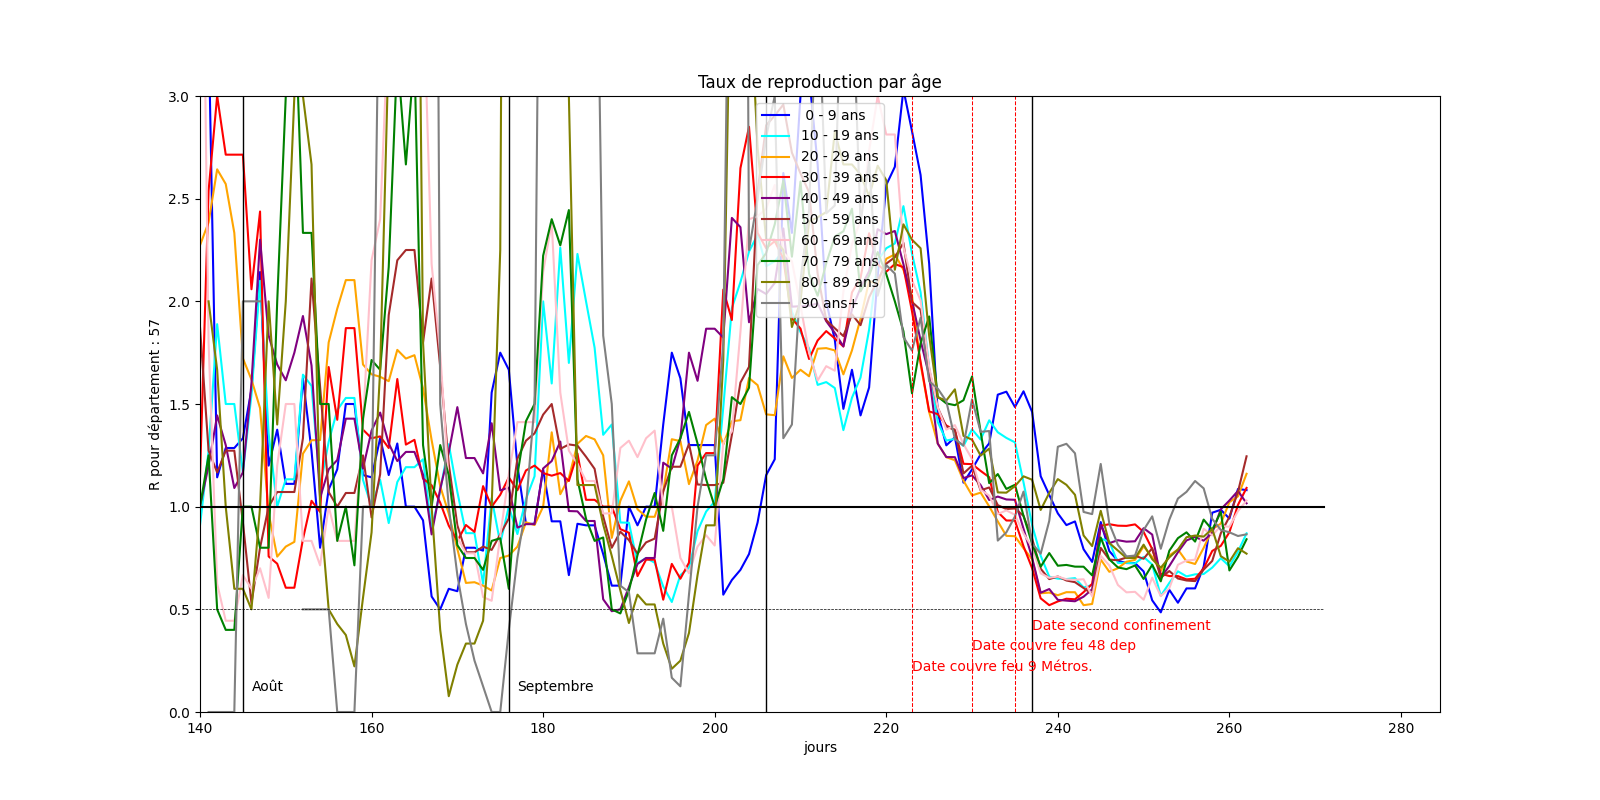 Taux de reproduction par âge
R pour département : 57
3.0
2.5
2.0
1.5
1.0
0.5
0.0
0 - 9 ans
10 - 19 ans
20 - 29 ans
30 - 39 ans
40 - 49 ans
50 - 59 ans
60 - 69 ans
70 - 79 ans
80 - 89 ans
90 ans+
Date second confinement
Date couvre feu 48 dep
Date couvre feu 9 Métros.
Août
Septembre
140
160
180
200
220
240
260
280
jours